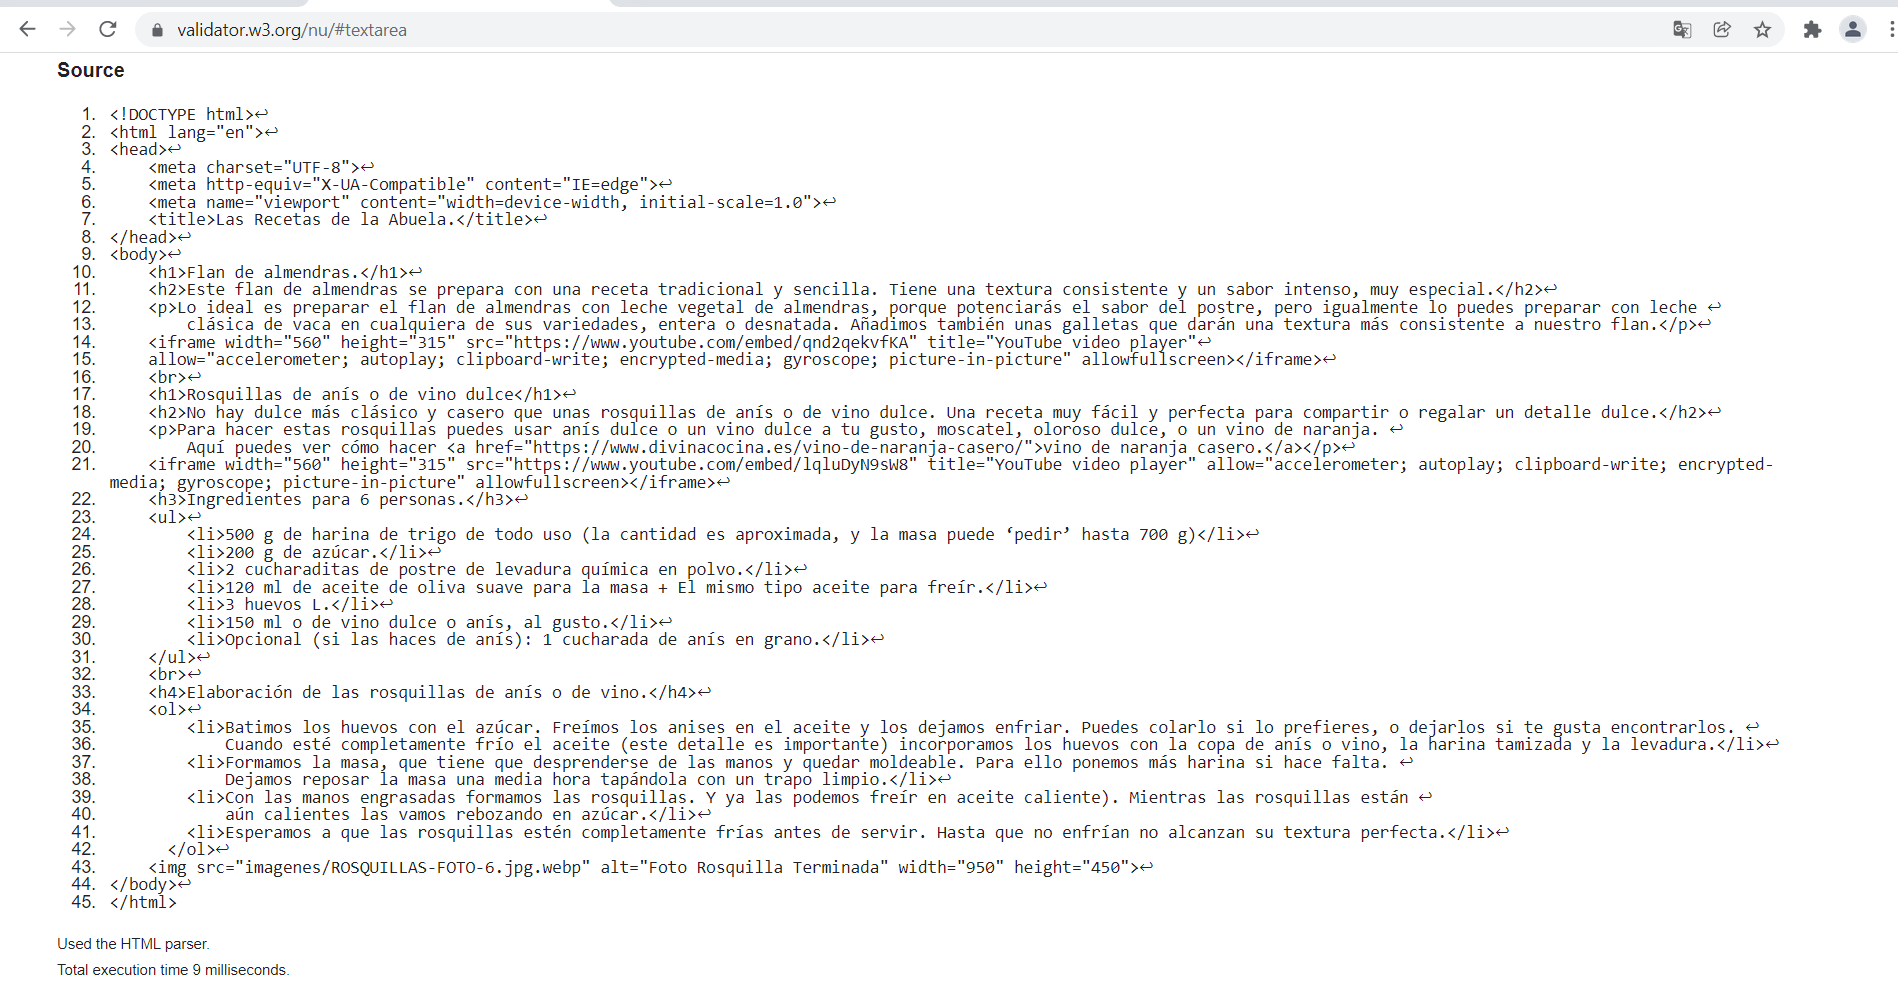 validator.w3.org/nu/#textarea
Source
1. <!DOCTYPE html>↩
2. <html lang="en">↩
3. <head>↩
4.     <meta charset="UTF-8">↩
5.     <meta http-equiv="X-UA-Compatible" content="IE=edge">↩
6.     <meta name="viewport" content="width=device-width, initial-scale=1.0">↩
7.     <title>Las Recetas de la Abuela.</title>↩
8. </head>↩
9. <body>↩
10.     <h1>Flan de almendras.</h1>↩
11.     <h2>Este flan de almendras se prepara con una receta tradicional y sencilla. Tiene una textura consistente y un sabor intenso, muy especial.</h2>↩
12.     <p>Lo ideal es preparar el flan de almendras con leche vegetal de almendras, porque potenciarás el sabor del postre, pero igualmente lo puedes preparar con leche ↩
13.         clásica de vaca en cualquiera de sus variedades, entera o desnatada. Añadimos también unas galletas que darán una textura más consistente a nuestro flan.</p>↩
14.     <iframe width="560" height="315" src="https://www.youtube.com/embed/qnd2qekvfKA" title="YouTube video player"↩
15.     allow="accelerometer; autoplay; clipboard-write; encrypted-media; gyroscope; picture-in-picture" allowfullscreen></iframe>↩
16.     <br>↩
17.     <h1>Rosquillas de anís o de vino dulce</h1>↩
18.     <h2>No hay dulce más clásico y casero que unas rosquillas de anís o de vino dulce. Una receta muy fácil y perfecta para compartir o regalar un detalle dulce.</h2>↩
19.     <p>Para hacer estas rosquillas puedes usar anís dulce o un vino dulce a tu gusto, moscatel, oloroso dulce, o un vino de naranja. ↩
20.         Aquí puedes ver cómo hacer <a href="https://www.divinacocina.es/vino-de-naranja-casero/">vino de naranja casero.</a></p>↩
21.     <iframe width="560" height="315" src="https://www.youtube.com/embed/lqluDyN9sW8" title="YouTube video player" allow="accelerometer; autoplay; clipboard-write; encrypted-
media; gyroscope; picture-in-picture" allowfullscreen></iframe>↩
22.     <h3>Ingredientes para 6 personas.</h3>↩
23.     <ul>↩
24.         <li>500 g de harina de trigo de todo uso (la cantidad es aproximada, y la masa puede ‘pedir’ hasta 700 g)</li>↩
25.         <li>200 g de azúcar.</li>↩
26.         <li>2 cucharaditas de postre de levadura química en polvo.</li>↩
27.         <li>120 ml de aceite de oliva suave para la masa + El mismo tipo aceite para freír.</li>↩
28.         <li>3 huevos L.</li>↩
29.         <li>150 ml o de vino dulce o anís, al gusto.</li>↩
30.         <li>Opcional (si las haces de anís): 1 cucharada de anís en grano.</li>↩
31.     </ul>↩
32.     <br>↩
33.     <h4>Elaboración de las rosquillas de anís o de vino.</h4>↩
34.     <ol>↩
35.         <li>Batimos los huevos con el azúcar. Freímos los anises en el aceite y los dejamos enfriar. Puedes colarlo si lo prefieres, o dejarlos si te gusta encontrarlos. ↩
36.             Cuando esté completamente frío el aceite (este detalle es importante) incorporamos los huevos con la copa de anís o vino, la harina tamizada y la levadura.</li>↩
37.         <li>Formamos la masa, que tiene que desprenderse de las manos y quedar moldeable. Para ello ponemos más harina si hace falta. ↩
38.             Dejamos reposar la masa una media hora tapándola con un trapo limpio.</li>↩
39.         <li>Con las manos engrasadas formamos las rosquillas. Y ya las podemos freír en aceite caliente). Mientras las rosquillas están ↩
40.             aún calientes las vamos rebozando en azúcar.</li>↩
41.         <li>Esperamos a que las rosquillas estén completamente frías antes de servir. Hasta que no enfrían no alcanzan su textura perfecta.</li>↩
42.       </ol>↩
43.     <img src="imagenes/ROSQUILLAS-FOTO-6.jpg.webp" alt="Foto Rosquilla Terminada" width="950" height="450">↩
44. </body>↩
45. </html>
Used the HTML parser.
Total execution time 9 milliseconds.